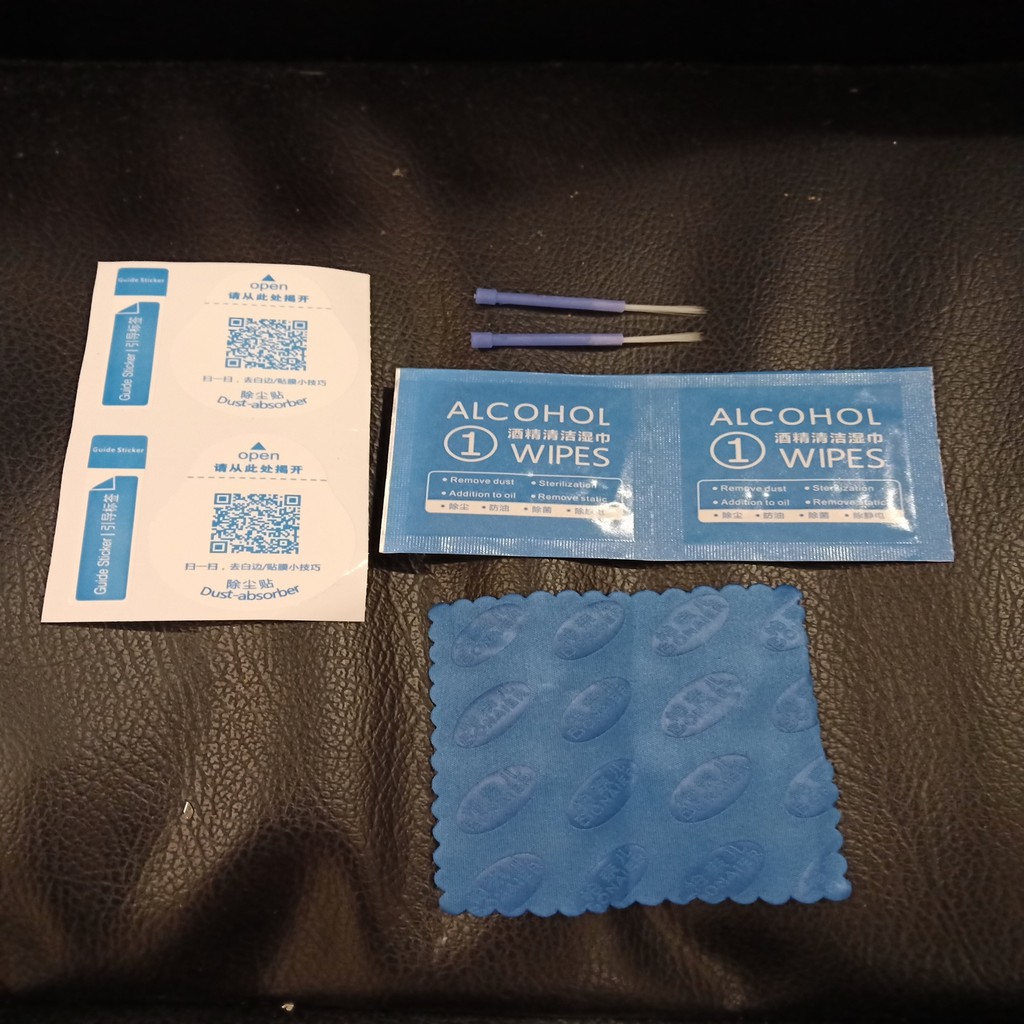 Guide Sticker
Guide Sticker | 引导标签
open
请从此处揭开
扫一扫，去白边/贴膜小技巧
除尘贴
Dust-absorber
Guide Sticker
Guide Sticker | 引导标签
open
请从此处揭开
扫一扫，去白边/贴膜小技巧
除尘贴
Dust-absorber
ALCOHOL
1 酒精清洁湿巾
WIPES
• Remove dust • Sterilization
• Addition to oil • Remove static
• 除尘 • 防油 • 除菌
ALCOHOL
1 酒精清洁湿巾
WIPES
• Remove dust • Sterilization
• Addition to oil • Remove static
• 除尘 • 防油 • 除菌 • 除静电